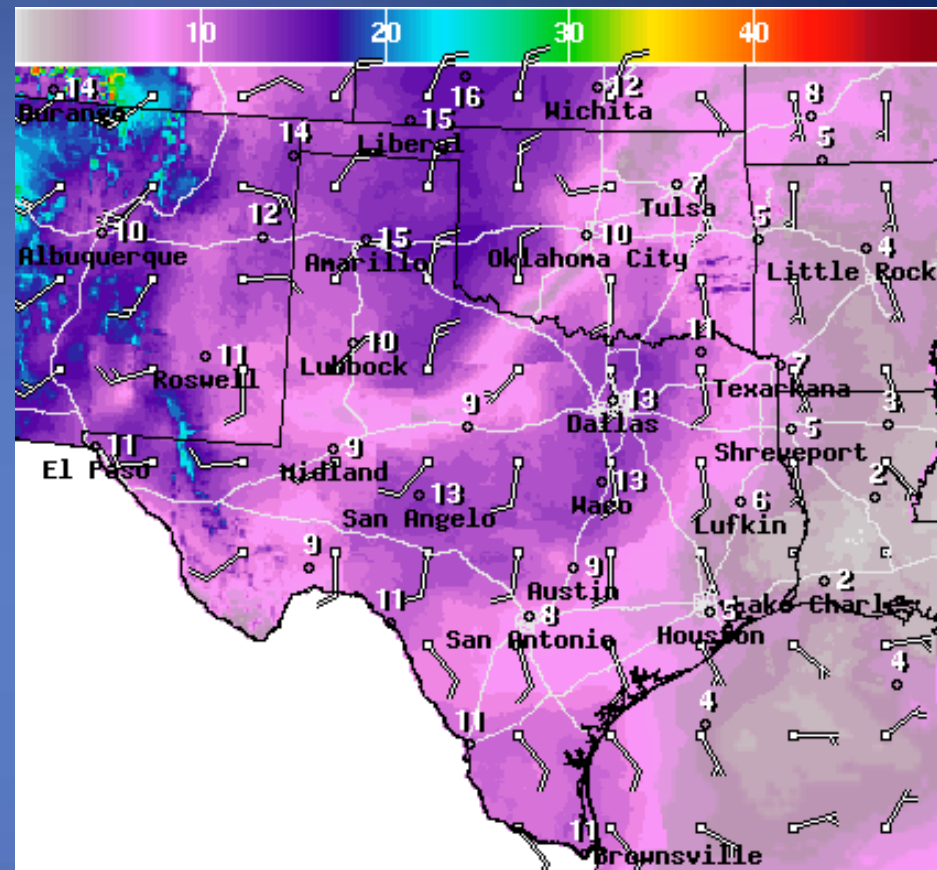 10 20 30 40
14 12 8
Durango 16 Wichita
15
Liberal
14 5
7
Tulsa
12 5
10 15 10 4
Albuquerque Amarillo Oklahoma City Little Rock
11 10 11
Roswell Lubbock 7
Texarkana
9 13 3
Dallas 5
11 9 Shreveport
El Paso Midland
13 13 6 2
San Angelo Waco Lufkin
9 9 2
Austin Lake Charles
11 8 5
San Antonio Houston
4
11 4
11
Brownsville